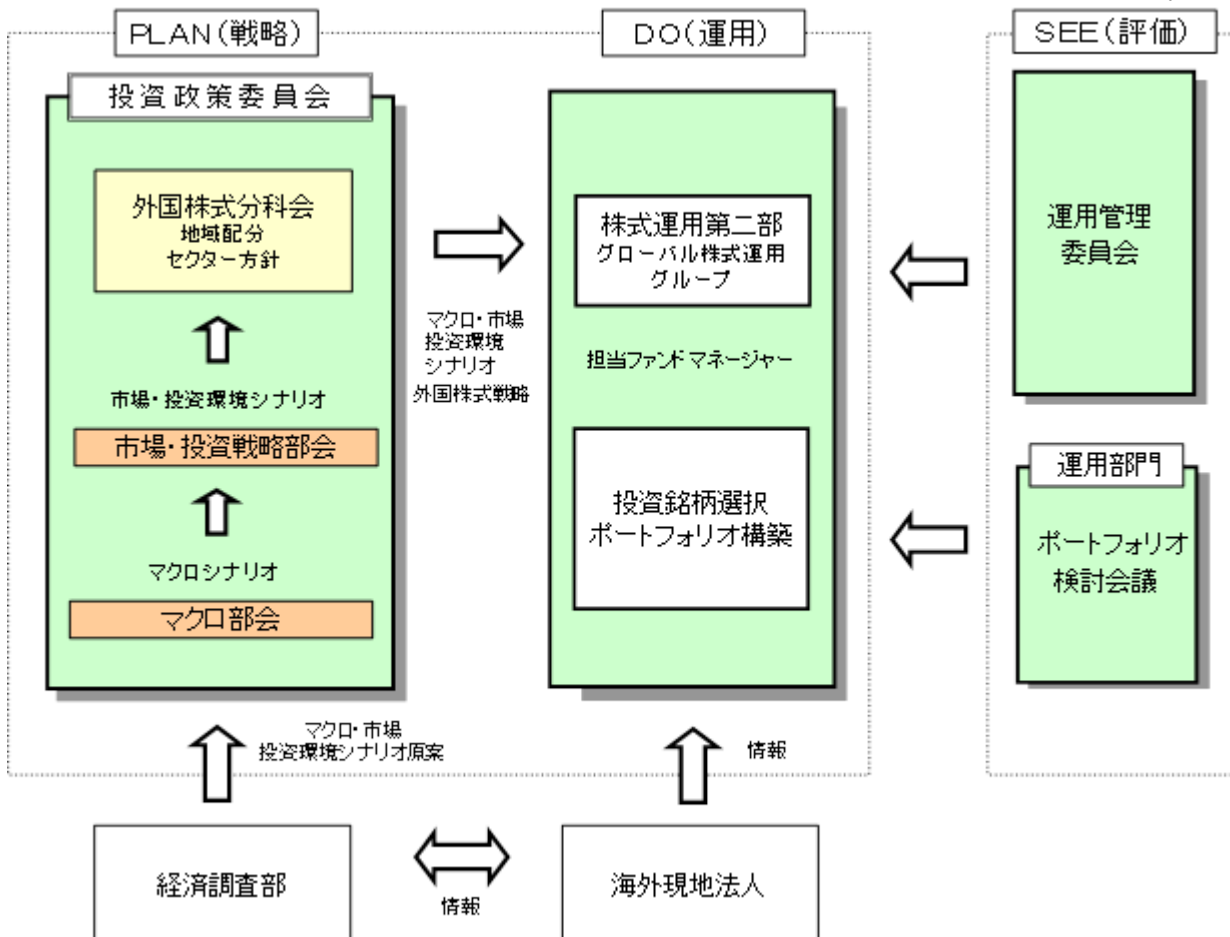 PLAN(戦略)
DO(運用)
SEE(評価)
投資政策委員会
外国株式分科会
地域配分
セクター方針
市場・投資環境シナリオ
市場・投資戦略部会
マクロシナリオ
マクロ部会
マクロ・市場
投資環境
シナリオ
外国株式戦略
株式運用第二部
グローバル株式運用
グループ
担当ファンドマネージャー
投資銘柄選択
ポートフォリオ構築
運用管理
委員会
運用部門
ポートフォリオ
検討会議
マクロ・市場
投資環境シナリオ原案
情報
経済調査部
情報
海外現地法人